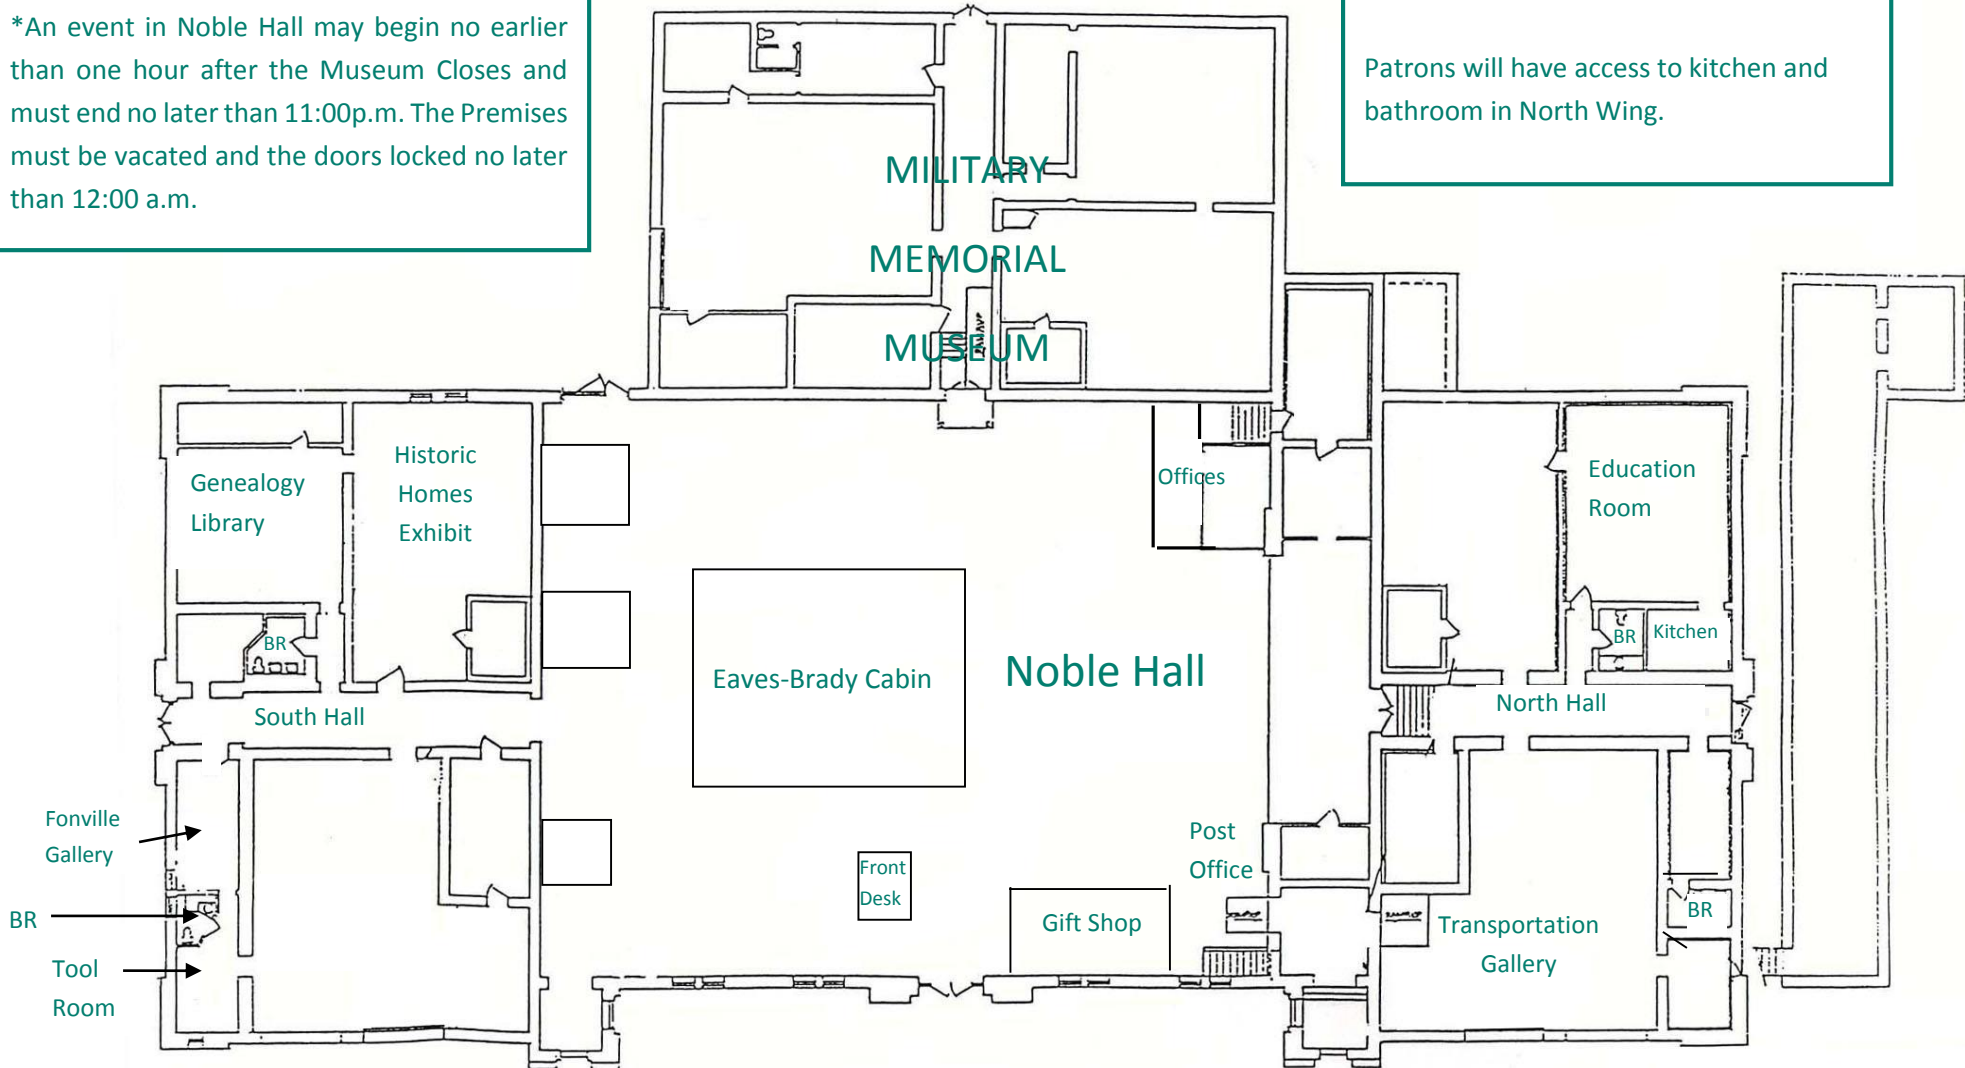 *An event in Noble Hall may begin no earlier
than one hour after the Museum Closes and
must end no later than 11:00p.m. The Premises
must be vacated and the doors locked no later
than 12:00 a.m.
Patrons will have access to kitchen and
bathroom in North Wing.
MILITARY
MEMORIAL
MUSEUM
Genealogy
Library
Historic
Homes
Exhibit
Offices
Education
Room
BR
BR
Kitchen
Eaves-Brady Cabin
Noble Hall
South Hall
North Hall
Fonville
Gallery
BR
Tool
Room
Front
Desk
Gift Shop
Post
Office
Transportation
Gallery
BR